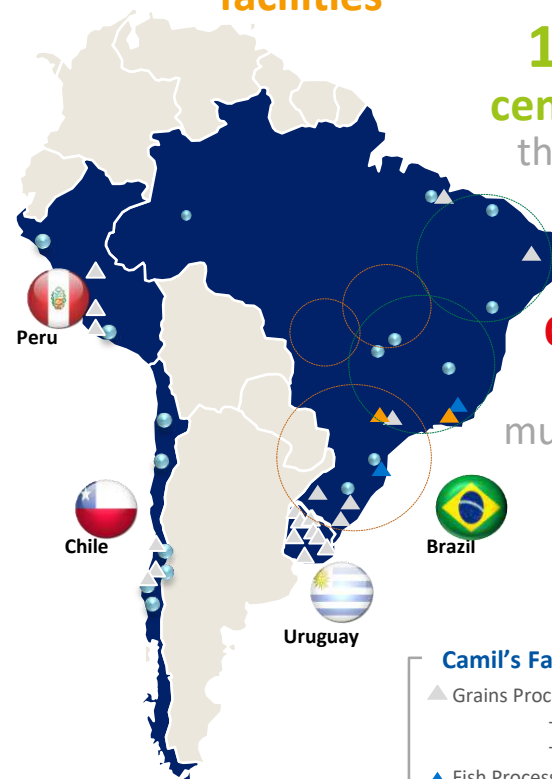 facilities
1
cen
th
Peru
mu
Chile
Brazil
Uruguay
Camil's Fa
Grains Proc
Fish Process